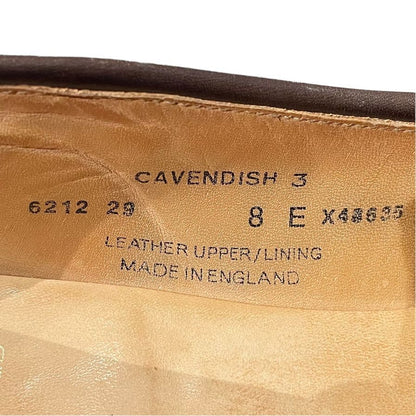 CAVENDISH 3
6212 29 8 E X48635
LEATHER UPPER/LINING
MADE IN ENGLAND